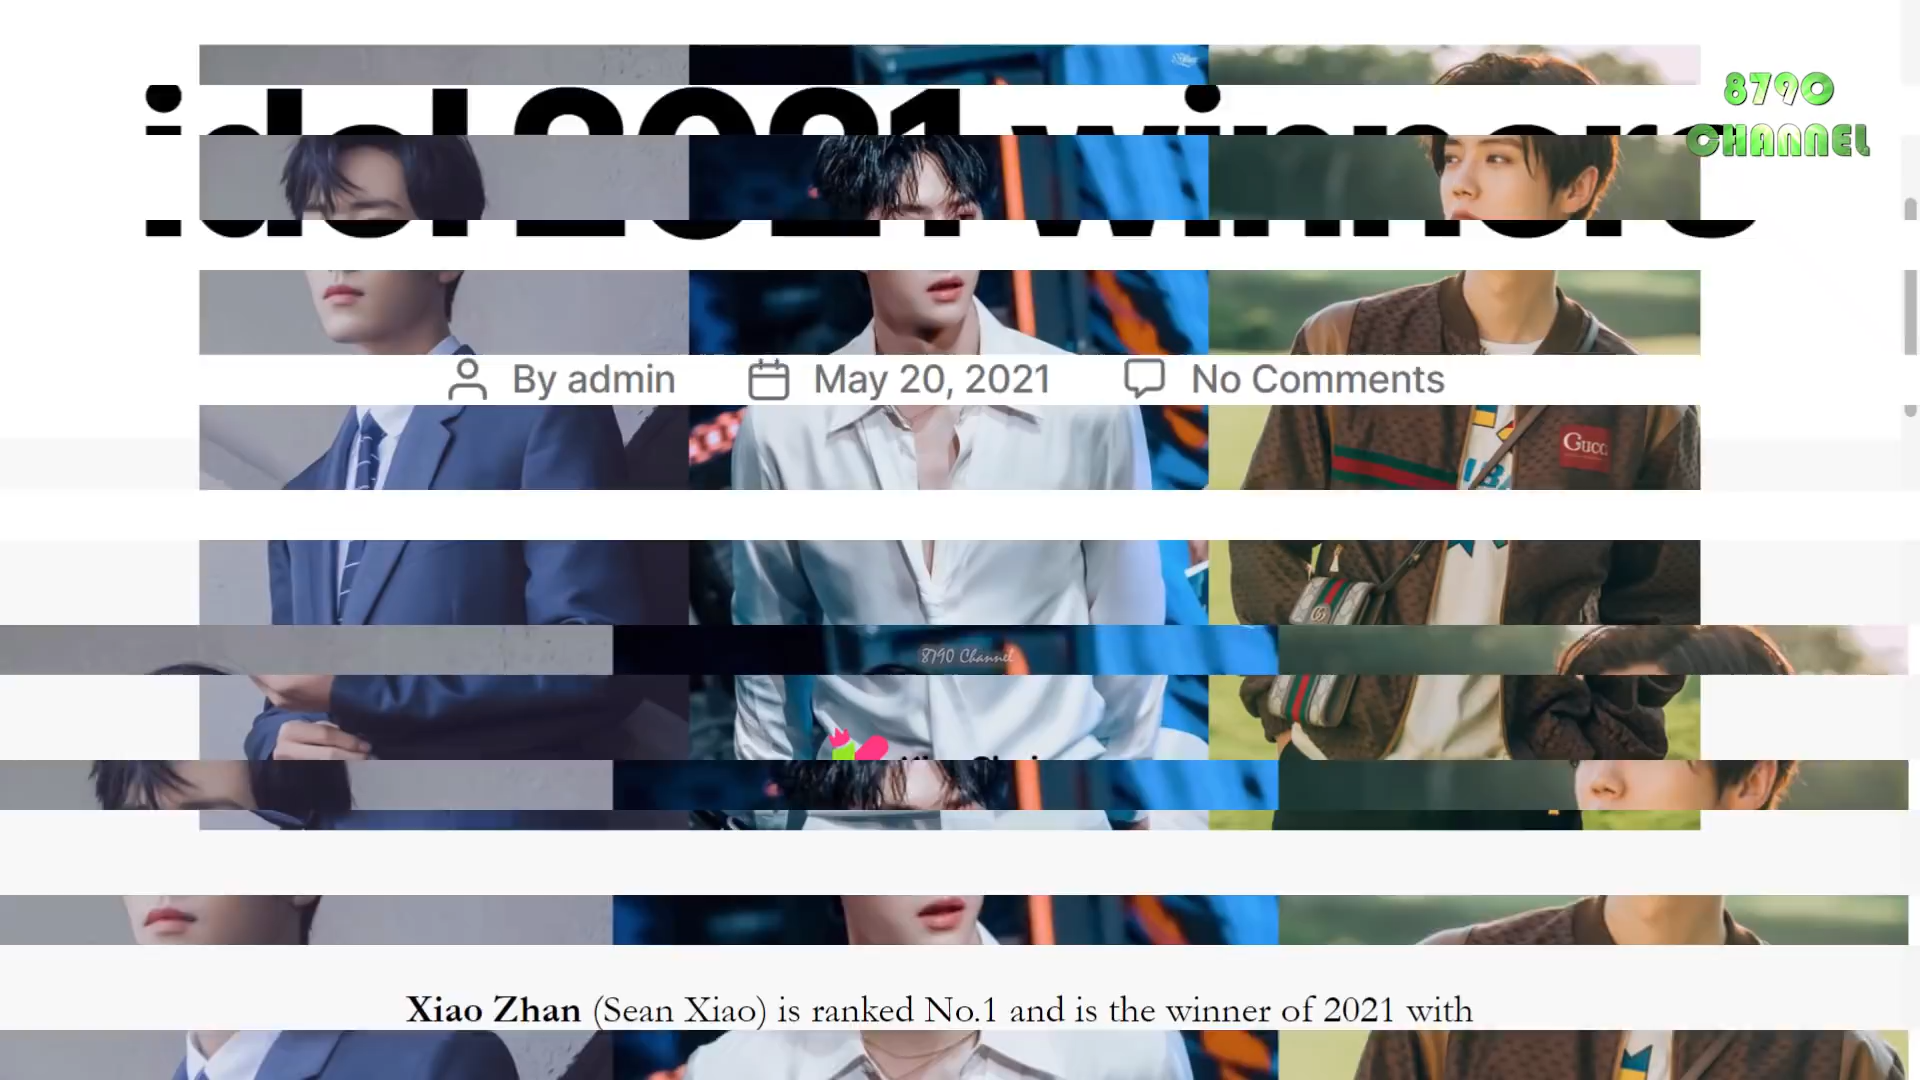 8790
CHANNEL
idol 2021 winners
By admin
May 20, 2021
No Comments
Gucci
8790 Channel
Xiao Zhan (Sean Xiao) is ranked No.1 and is the winner of 2021 with